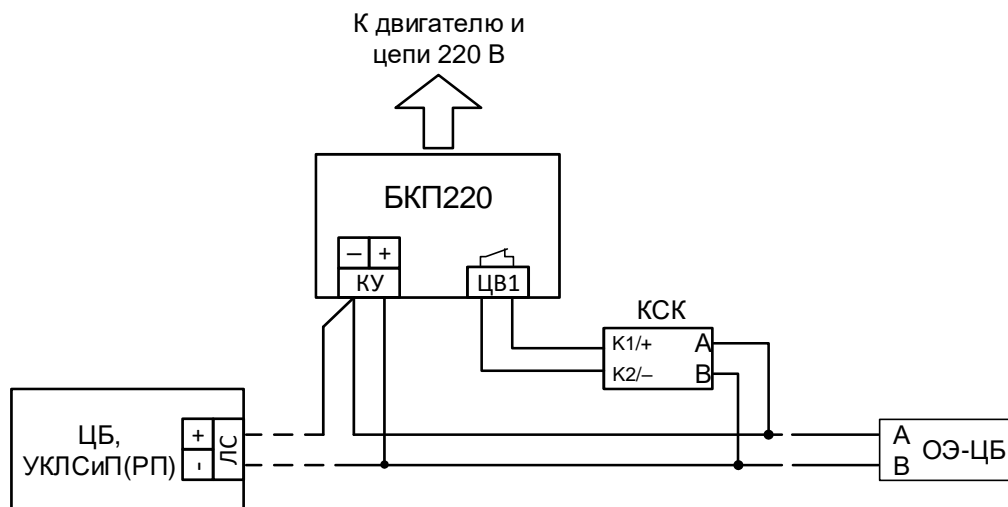 К двигателю и
цепи 220 В
БКП220
– +
КУ
ЦВ1
КСК
К1/+ А
К2/– В
ЦБ,
УКЛСиП(РП)
+
-
ЛС
А
В
ОЭ-ЦБ